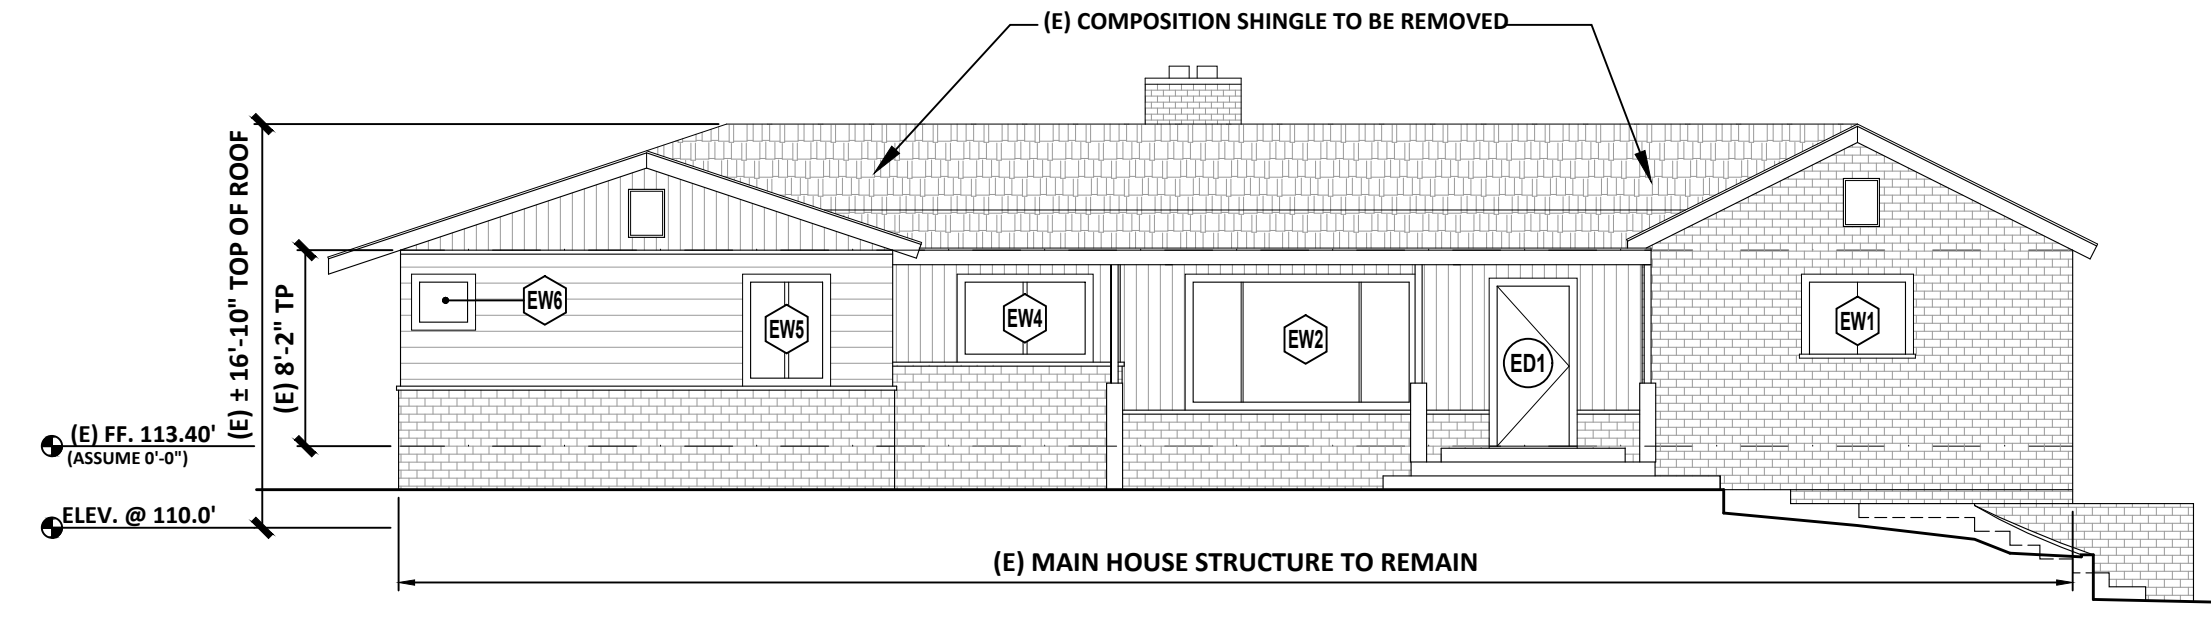 (E) COMPOSITION SHINGLE TO BE REMOVED
(E) ± 16'-10" TOP OF ROOF
(E) 8'-2" TP
EW6
EW5
EW4
EW2
ED1
EW1
(E) FF. 113.40'
(ASSUME 0'-0")
ELEV. @ 110.0'
(E) MAIN HOUSE STRUCTURE TO REMAIN